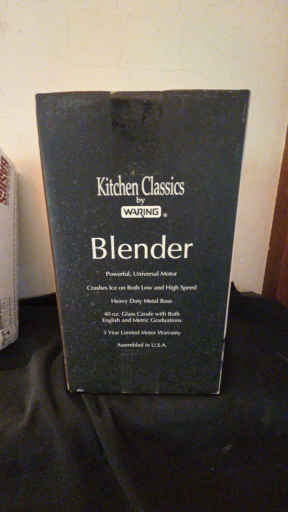 Kitchen Classics
by
WARING ®
Blender
Powerful, Universal Motor
Crushes Ice on Both Low and High Speed
Heavy Duty Metal Base
40 oz. Glass Carafe with Both
English and Metric Graduations
5 Year Limited Motor Warranty
Assembled in U.S.A.